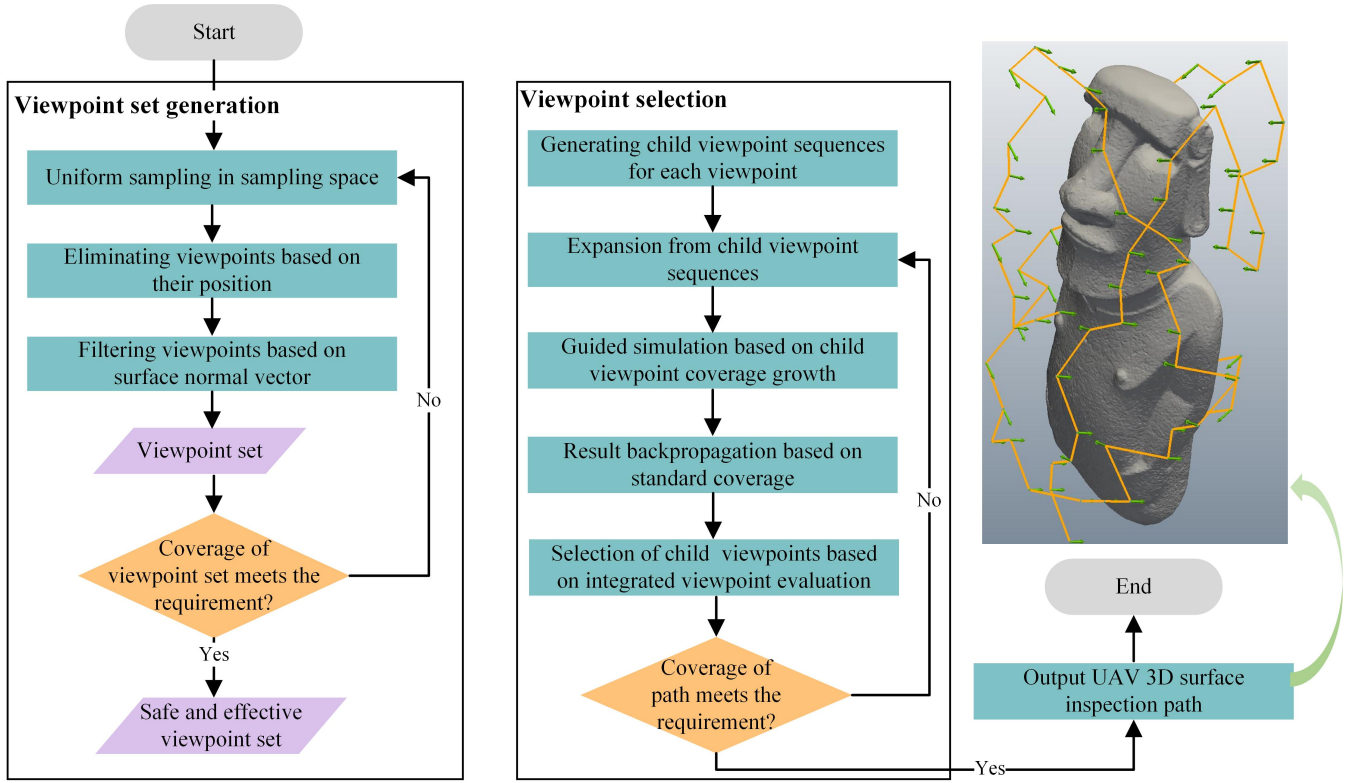 Start
Viewpoint set generation
Uniform sampling in sampling space
Eliminating viewpoints based on
their position
Filtering viewpoints based on
surface normal vector
No
Viewpoint set
Coverage of
viewpoint set meets the
requirement?
Yes
Safe and effective
viewpoint set
Viewpoint selection
Generating child viewpoint sequences
for each viewpoint
Expansion from child viewpoint
sequences
Guided simulation based on child
viewpoint coverage growth
Result backpropagation based on
standard coverage
No
Selection of child viewpoints based
on integrated viewpoint evaluation
Coverage of
path meets the
requirement?
Yes
End
Output UAV 3D surface
inspection path